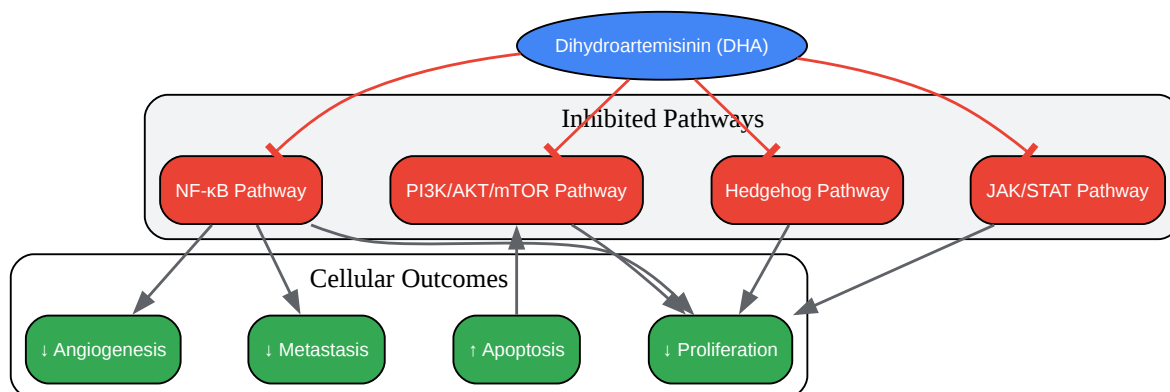 Dihydroartemisinin (DHA)
Inhibited Pathways
NF-κB Pathway
PI3K/AKT/mTOR Pathway
Hedgehog Pathway
JAK/STAT Pathway
Cellular Outcomes
↓ Angiogenesis
↓ Metastasis
↑ Apoptosis
↓ Proliferation